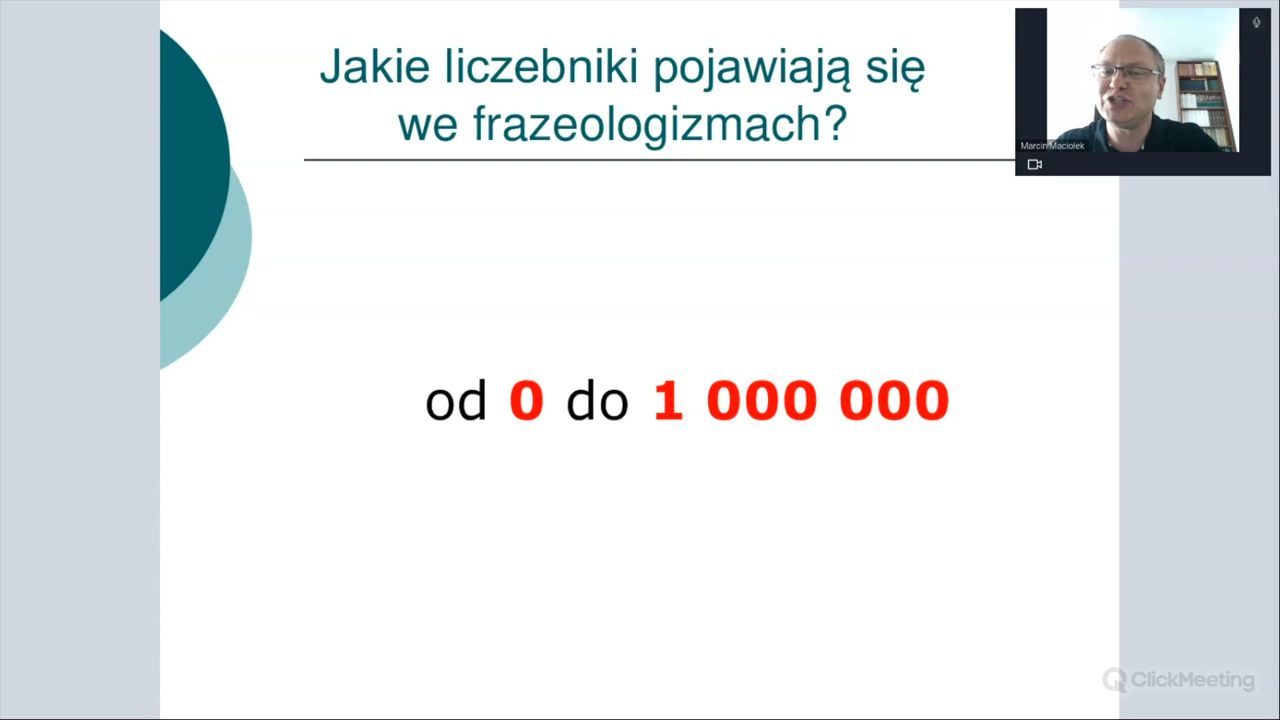 Jakie liczebniki pojawiają się
we frazeologizmach?
Marcin Maciołek
od 0 do 1 000 000
ClickMeeting